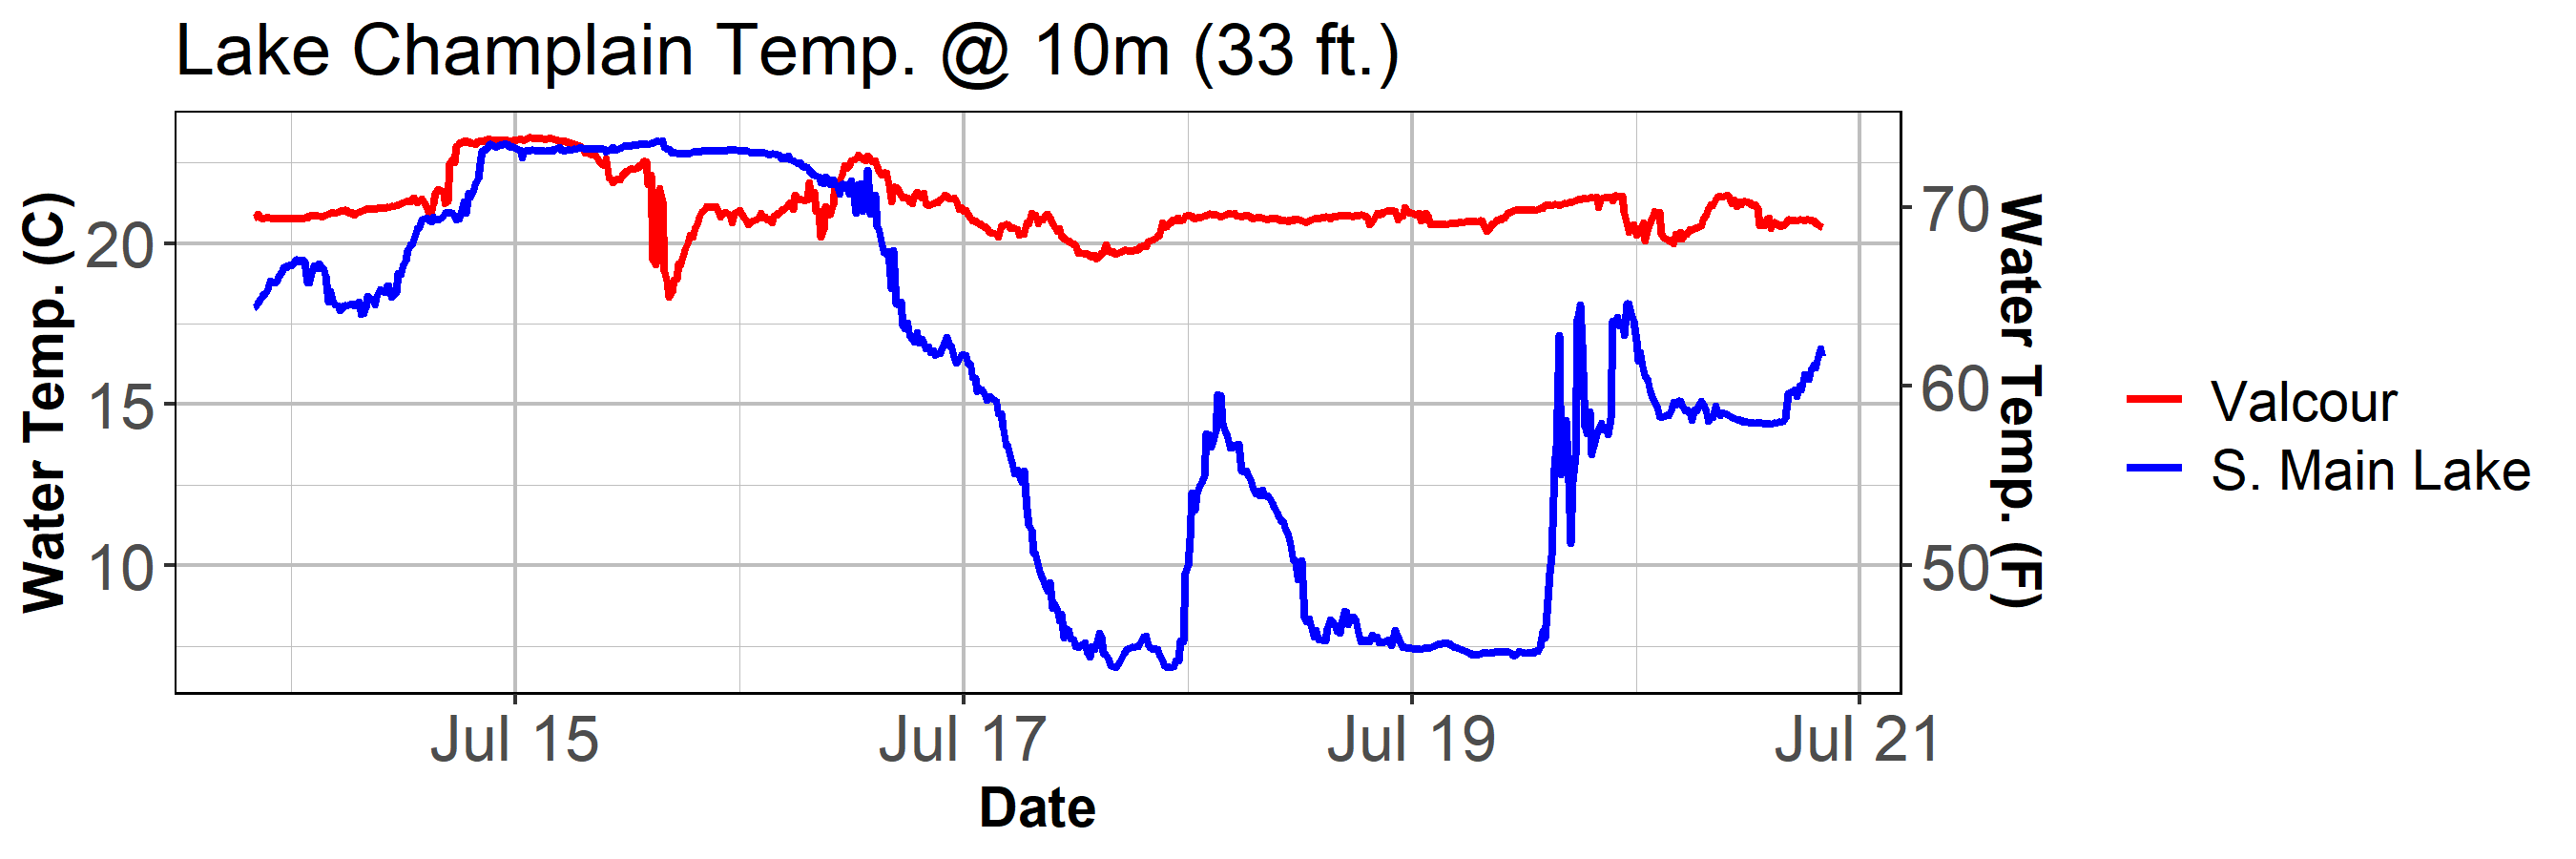 Lake Champlain Temp. @ 10m (33 ft.)
Water Temp. (C)
20
15
10
70
60
50
Water Temp. (F)
Jul 15
Jul 17
Jul 19
Jul 21
Date
Valcour
S. Main Lake